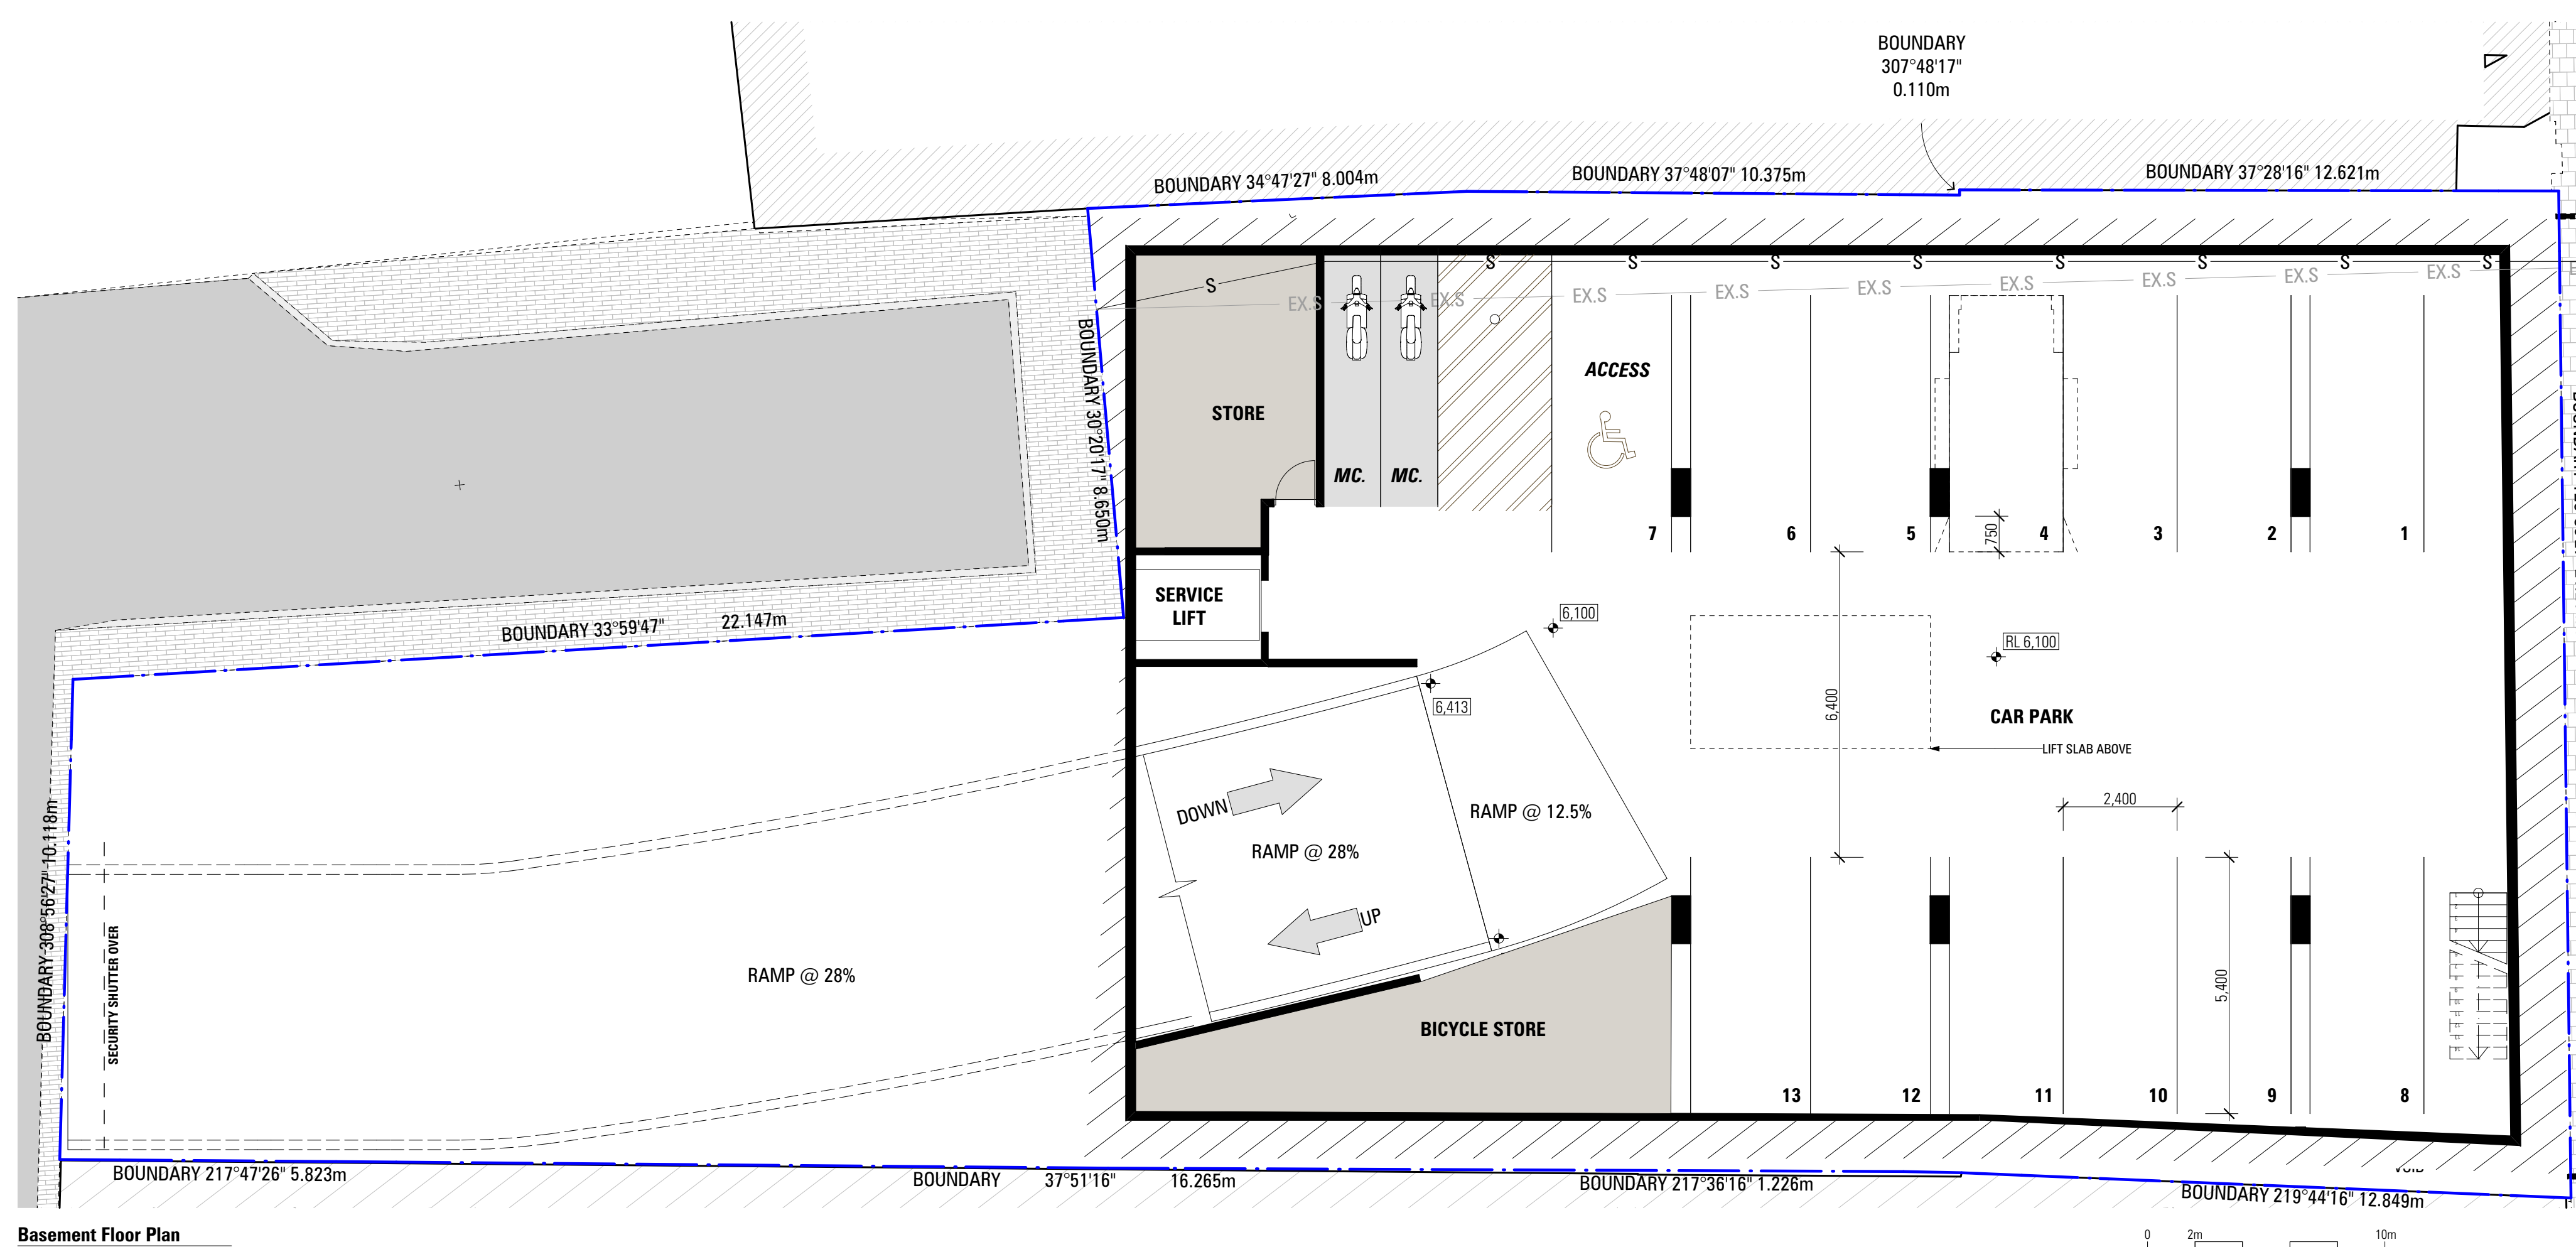 BOUNDARY
307°48'17"
0.110m
BOUNDARY 34°47'27" 8.004m
BOUNDARY 37°48'07" 10.375m
BOUNDARY 37°28'16" 12.621m
S S S S S S S S S
EX.S EX.S EX.S EX.S EX.S EX.S EX.S EX.S EX.S
BOUNDARY 30°20'17" 8.650m
STORE
ACCESS
MC. MC.
7 6 5 4 3 2 1
750
SERVICE
LIFT
6,100
BOUNDARY 33°59'47" 22.147m
RL 6,100
6,413
6,400
CAR PARK
LIFT SLAB ABOVE
2,400
DOWN
RAMP @ 12.5%
RAMP @ 28%
UP
BOUNDARY 308°56'27" 10.118m
SECURITY SHUTTER OVER
RAMP @ 28%
5,400
BICYCLE STORE
13 12 11 10 9 8
BOUNDARY 217°47'26" 5.823m
BOUNDARY 37°51'16" 16.265m
BOUNDARY 217°36'16" 1.226m
BOUNDARY 219°44'16" 12.849m
Basement Floor Plan
0 2m 10m